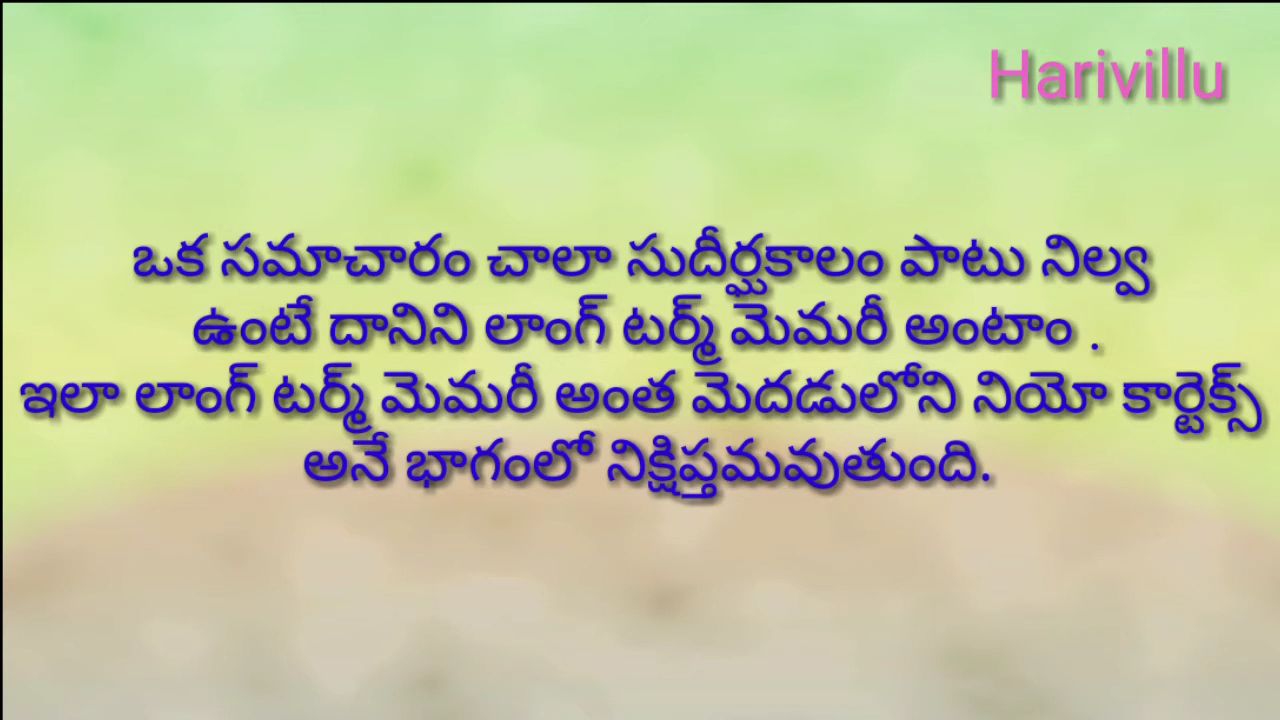 Harivillu
ఒక సమాచారం చాలా సుదీర్ఘకాలం పాటు నిల్వ
ఉంటే దానిని లాంగ్ టర్మ్ మెమరీ అంటాం .
ఇలా లాంగ్ టర్మ్ మెమరీ అంత మెదడులోని నియో కార్టెక్స్
అనే భాగంలో నిక్షిప్తమవుతుంది.